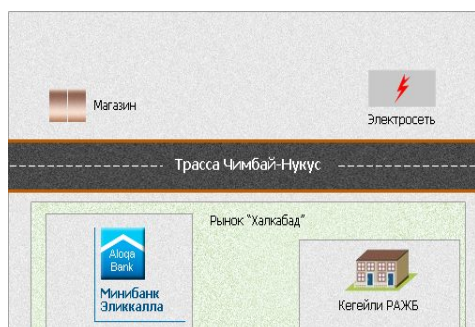 Магазин
Электросеть
Трасса Чимбай-Нукус
Рынок "Халкабад"
Aloqa
Bank
Минибанк
Эликкалла
Кегейли РАЖБ